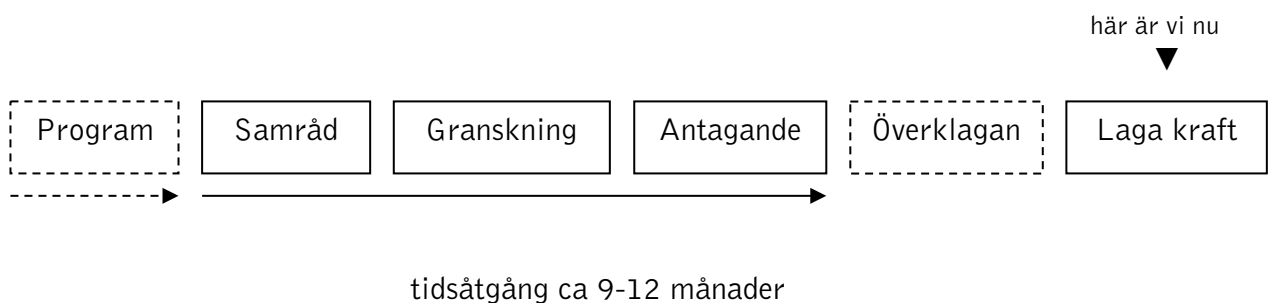 här är vi nu
Program Samråd Granskning Antagande Överklagan Laga kraft
tidsåtgång ca 9-12 månader